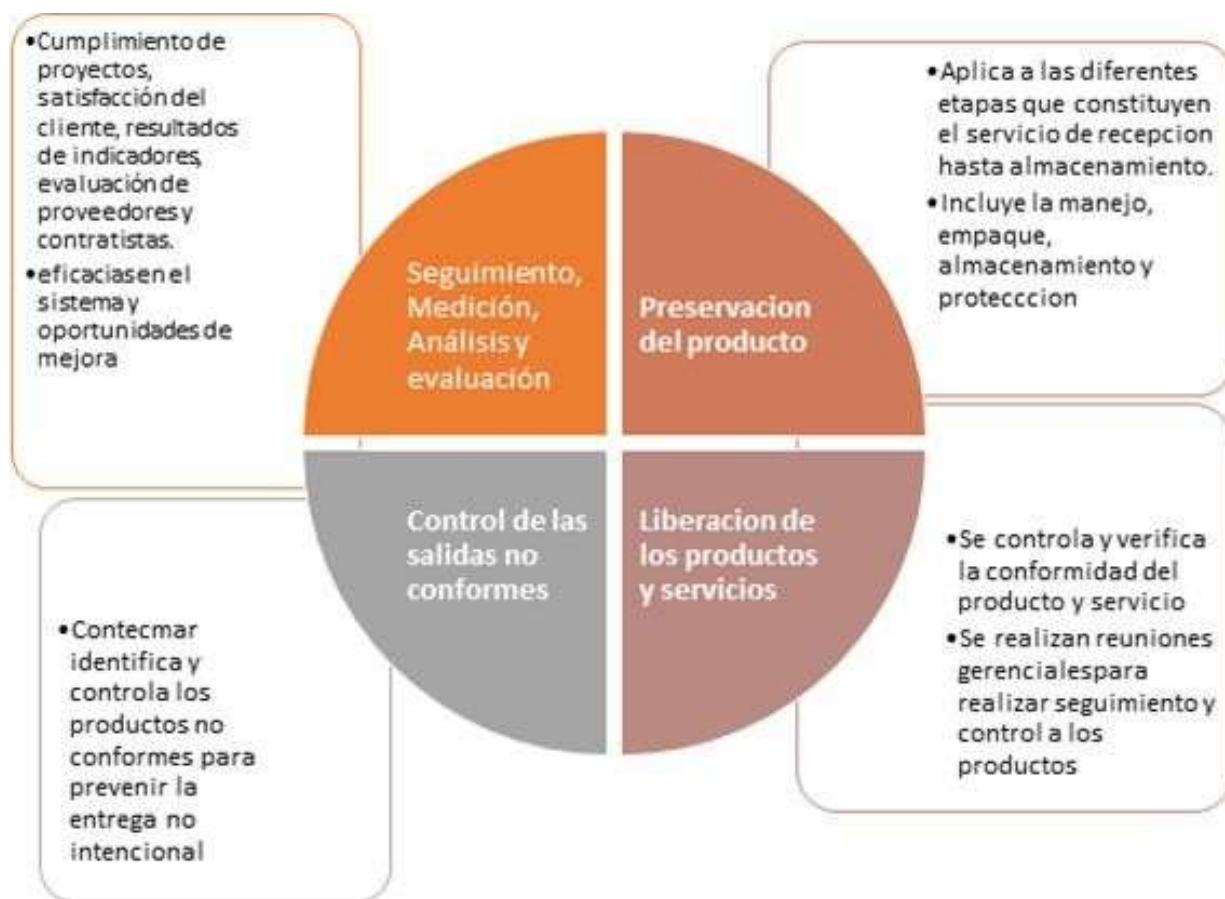 •Cumplimiento de
proyectos,
satisfacción del
cliente, resultados
de indicadores,
evaluación de
proveedores y
contratistas.
•eficaciasen el
sistema y
oportunidades de
mejora
Seguimiento,
Medición,
Análisis y
evaluación
Preservacion
del producto
•Aplica a las diferentes
etapas que constituyen
el servicio de recepcion
hasta almacenamiento.
•Incluye la manejo,
empaque,
almacenamiento y
protecccion
•Contecmar
identifica y
controla los
productos no
conformes para
prevenir la
entrega no
intencional
Control de las
salidas no
conformes
Liberacion de
los productos
y servicios
•Se controla y verifica
la conformidad del
producto y servicio
•Se realizan reuniones
gerencialespara
realizar seguimiento y
control a los
productos